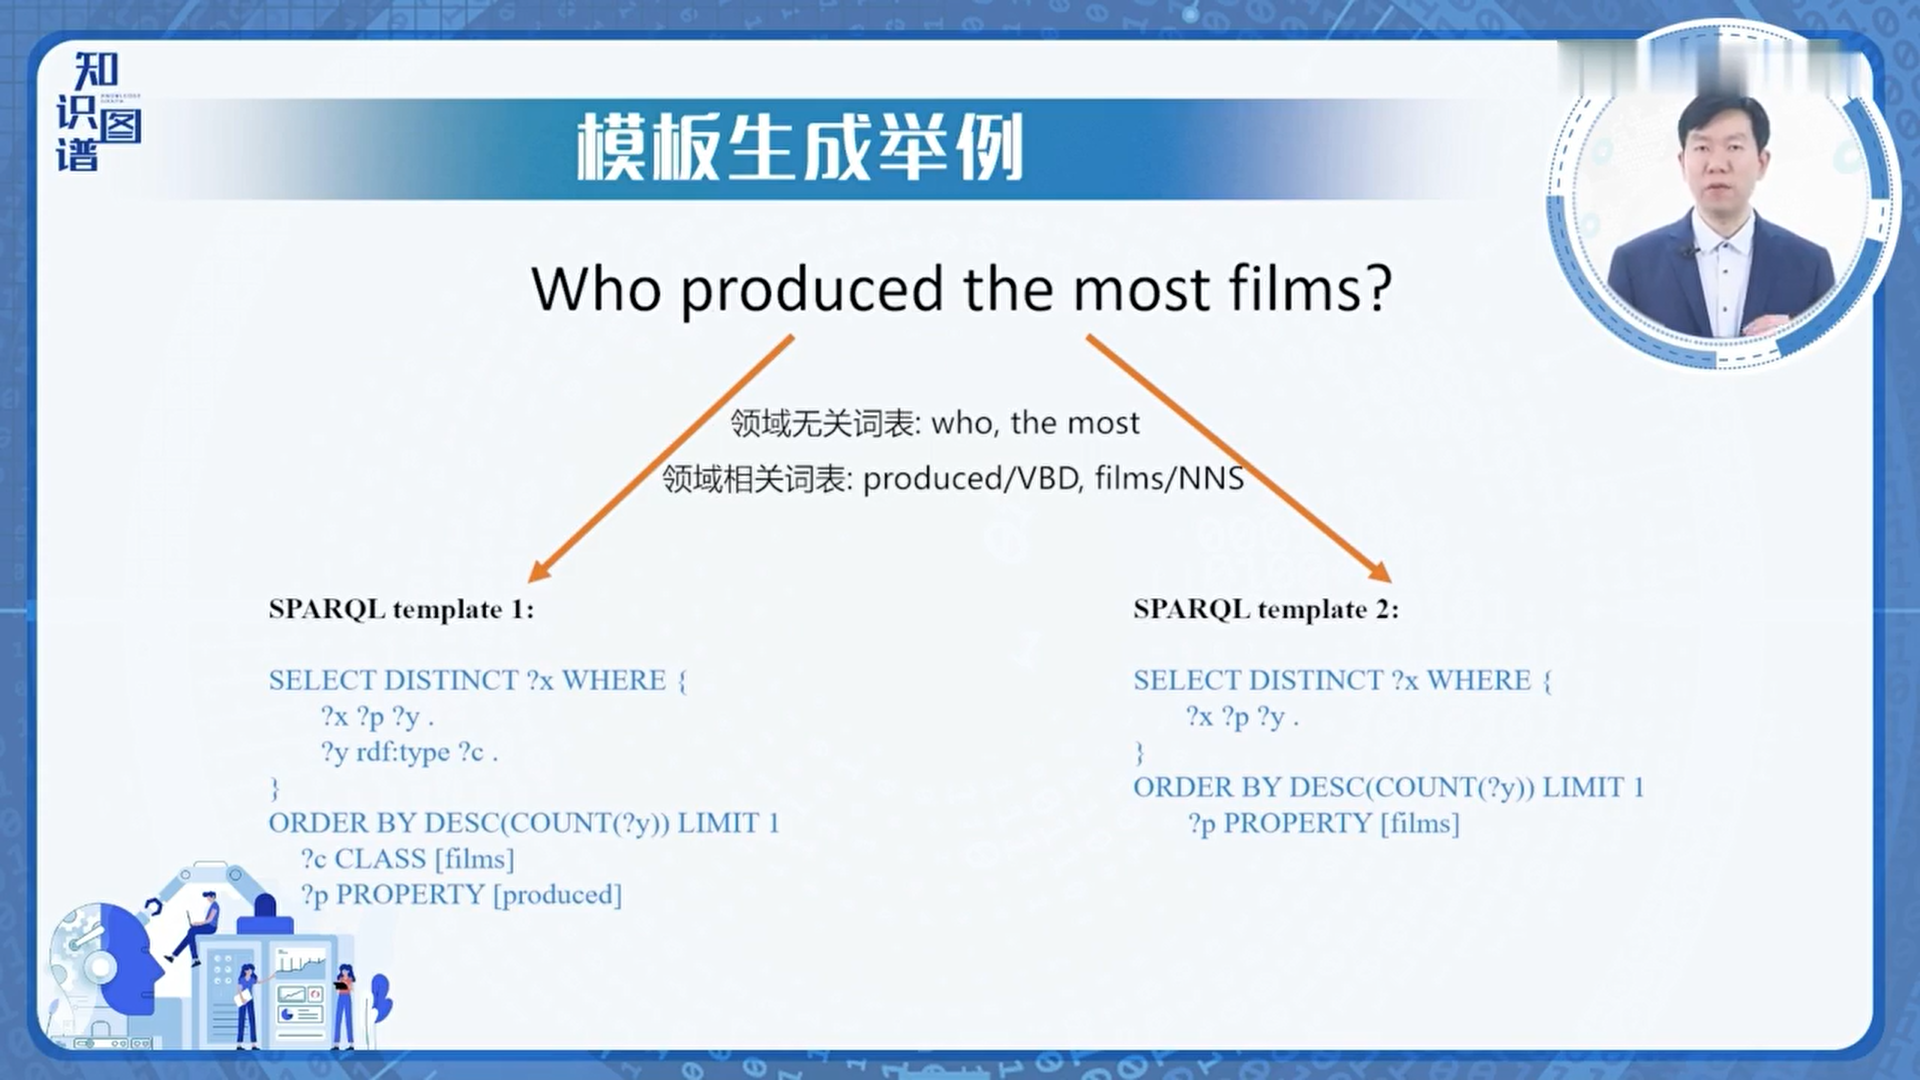 知
识图
谱
模板生成举例
Who produced the most films?
领域无关词表: who, the most
领域相关词表: produced/VBD, films/NNS
SPARQL template 1:
SELECT DISTINCT ?x WHERE {
?x ?p ?y .
?y rdf:type ?c .
}
ORDER BY DESC(COUNT(?y)) LIMIT 1
?c CLASS [films]
?p PROPERTY [produced]
SPARQL template 2:
SELECT DISTINCT ?x WHERE {
?x ?p ?y .
}
ORDER BY DESC(COUNT(?y)) LIMIT 1
?p PROPERTY [films]